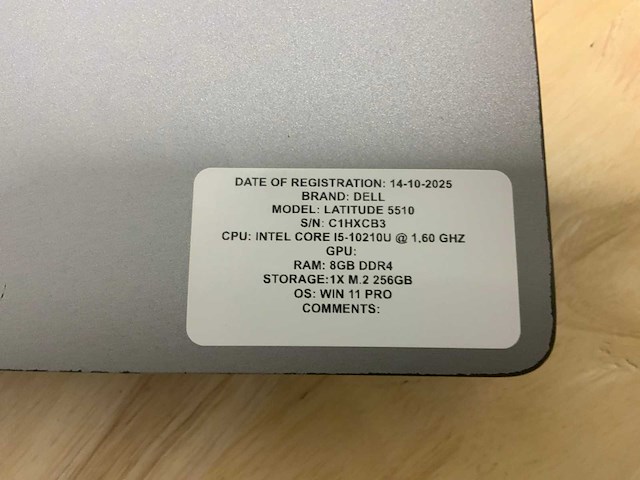 DATE OF REGISTRATION: 14-10-2025
BRAND: DELL
MODEL: LATITUDE 5510
S/N: C1HXCB3
CPU: INTEL CORE I5-10210U @ 1.60 GHZ
GPU:
RAM: 8GB DDR4
STORAGE:1X M.2 256GB
OS: WIN 11 PRO
COMMENTS: